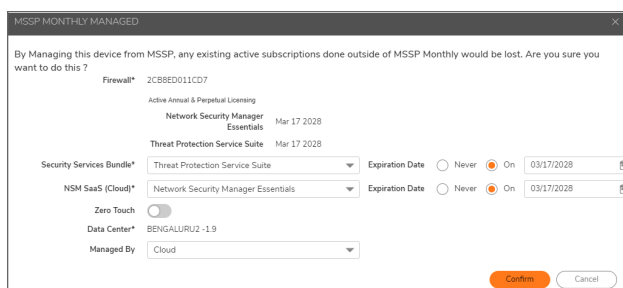 MSSP MONTHLY MANAGED
By Managing this device from MSSP, any existing active subscriptions done outside of MSSP Monthly would be lost. Are you sure you
want to do this ?
Firewall* 2CB8ED011CD7
Active Annual & Perpetual Licensing
Network Security Manager
Essentials Mar 17 2028
Threat Protection Service Suite Mar 17 2028
Security Services Bundle* Threat Protection Service Suite Expiration Date Never On 03/17/2028
NSM SaaS (Cloud)* Network Security Manager Essentials Expiration Date Never On 03/17/2028
Zero Touch
Data Center* BENGALURU2 -1.9
Managed By Cloud
Confirm Cancel